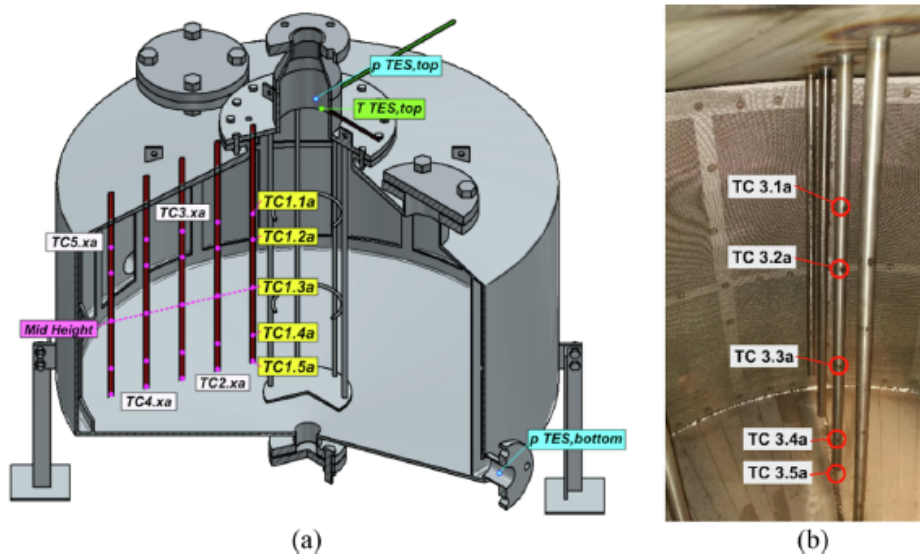 p TES,top
T TES,top
TC3.xa
TC1.1a
TC5.xa
TC1.2a
TC1.3a
Mid Height
TC1.4a
TC1.5a
TC2.xa
TC4.xa
p TES,bottom
(a)
TC 3.1a
TC 3.2a
TC 3.3a
TC 3.4a
TC 3.5a
(b)